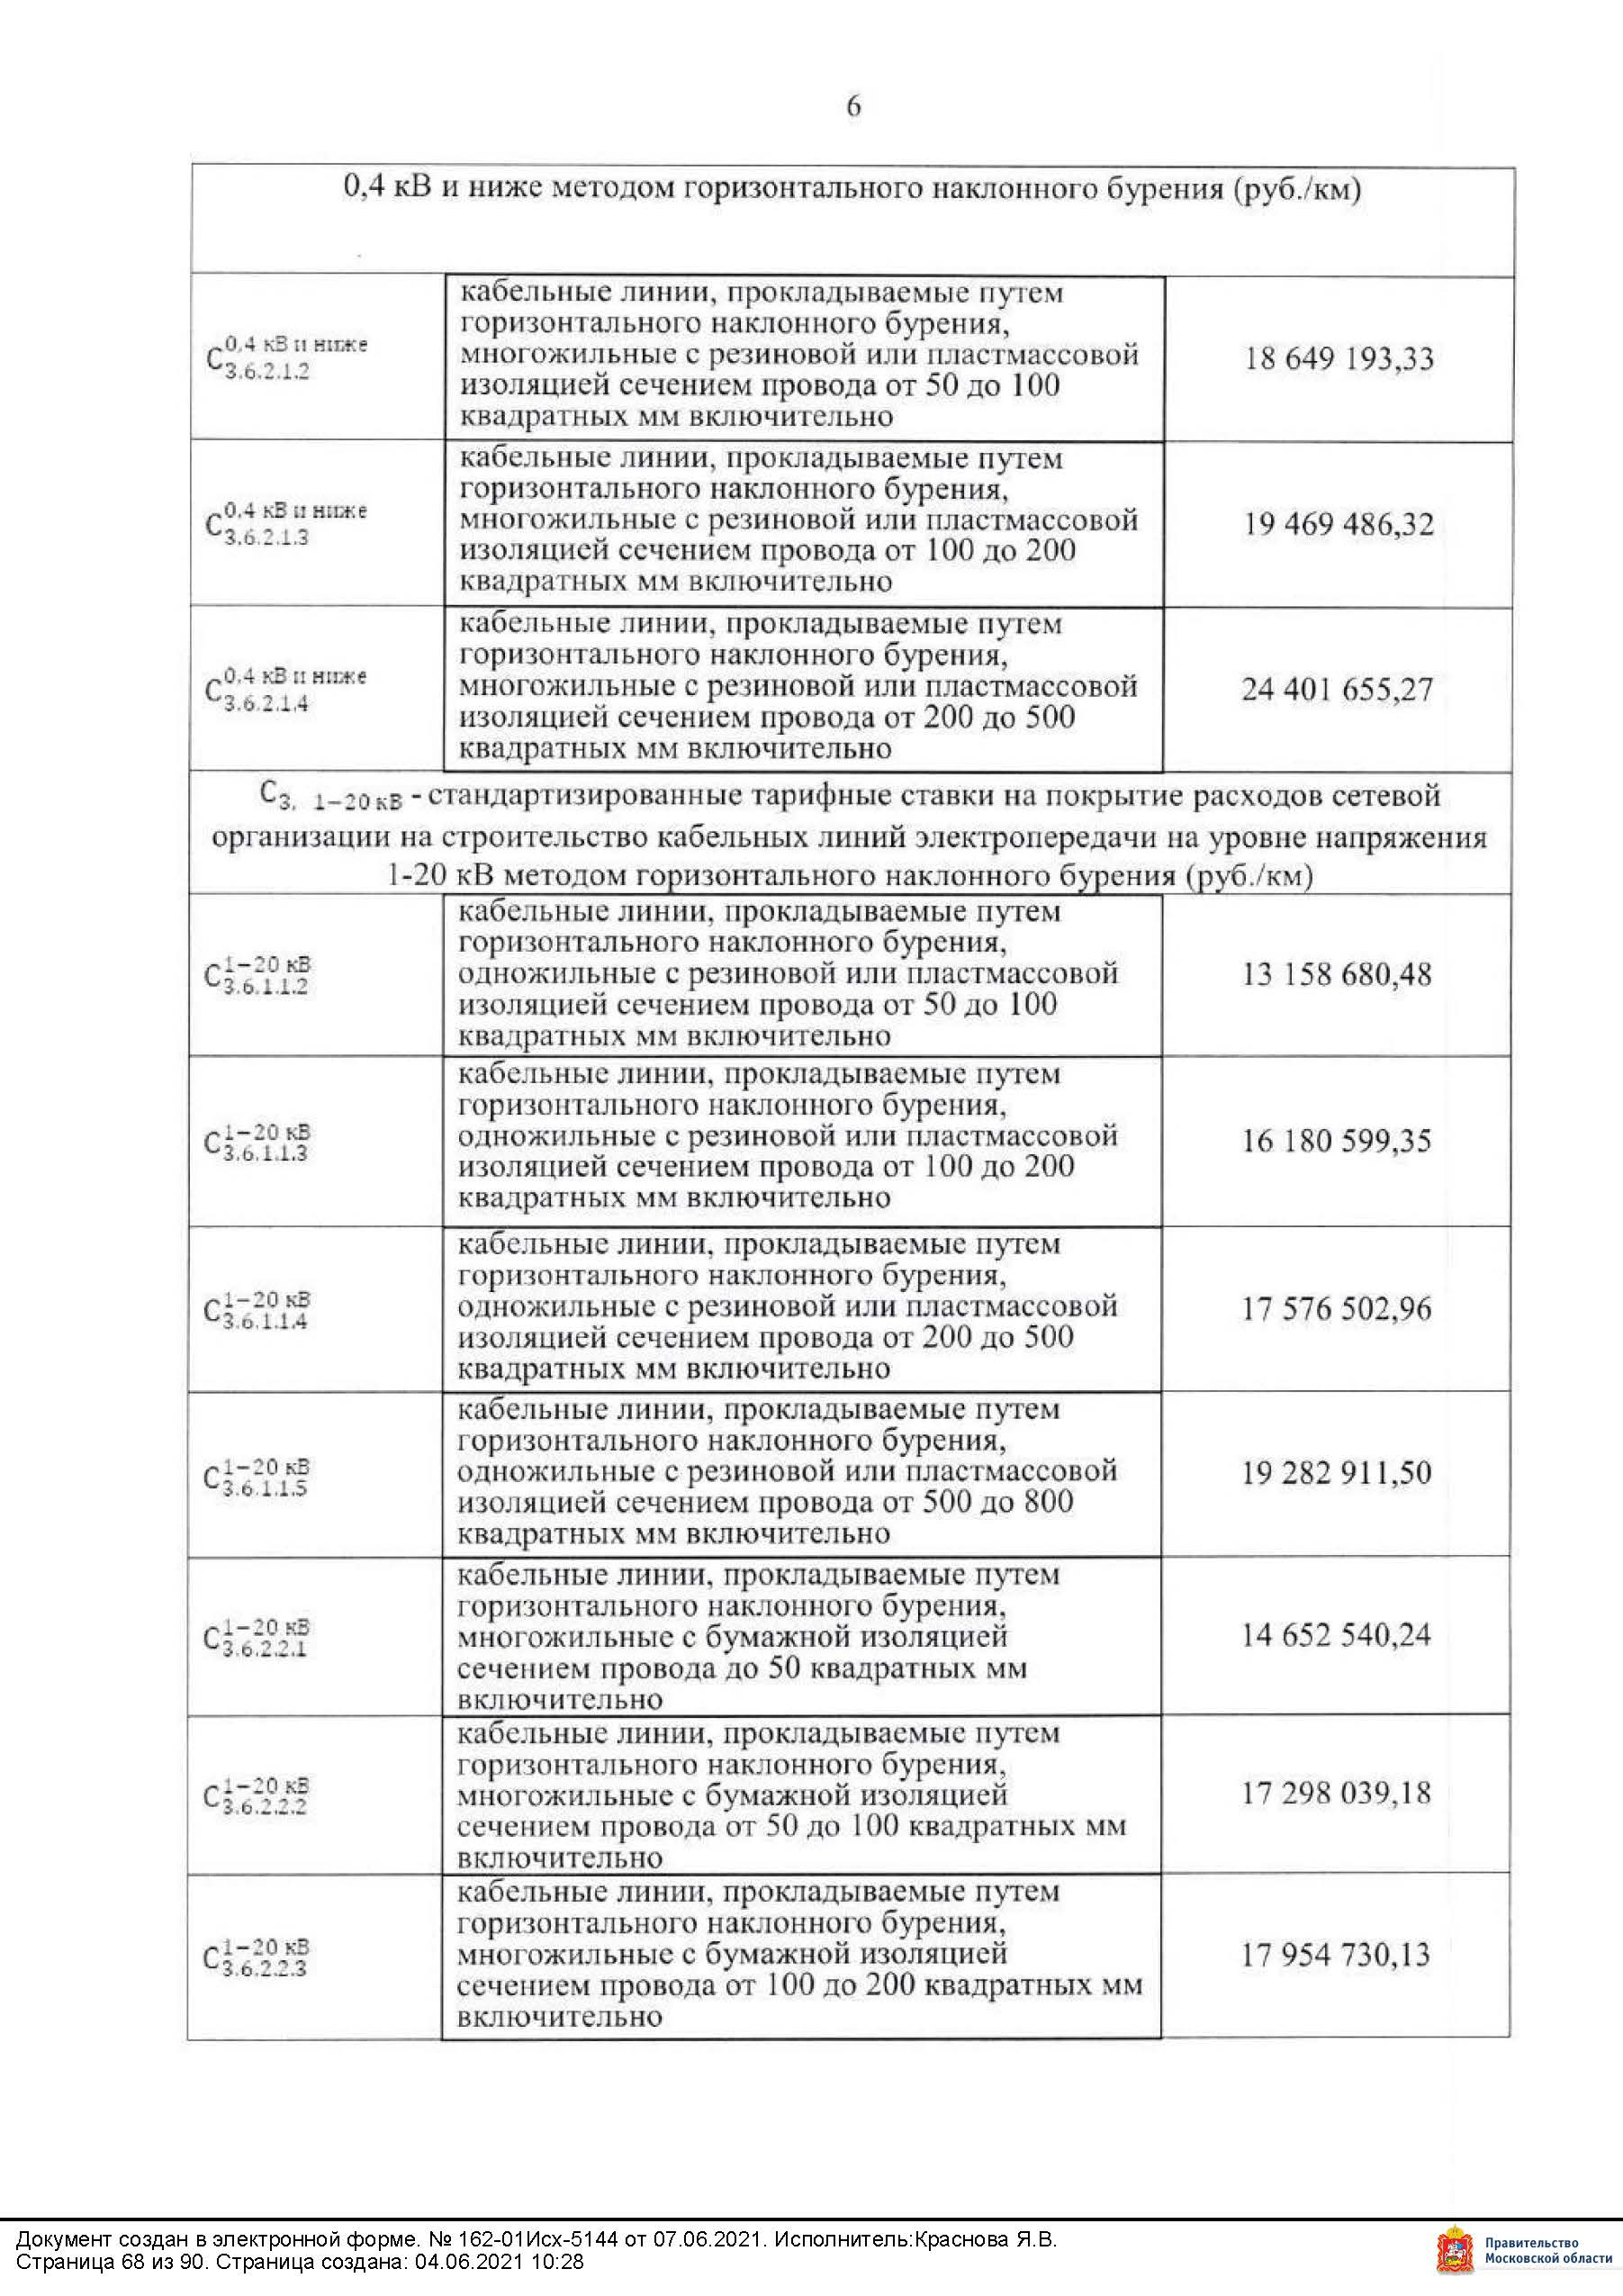 6
0,4 кВ и ниже методом горизонтального наклонного бурения (руб./км)
С 0,4 кВ и ниже 3.6.2.1.2
кабельные линии, прокладываемые путем
горизонтального наклонного бурения,
многожильные с резиновой или пластмассовой
изоляцией сечением провода от 50 до 100
квадратных мм включительно
18 649 193,33
С 0,4 кВ и ниже 3.6.2.1.3
кабельные линии, прокладываемые путем
горизонтального наклонного бурения,
многожильные с резиновой или пластмассовой
изоляцией сечением провода от 100 до 200
квадратных мм включительно
19 469 486,32
С 0,4 кВ и ниже 3.6.2.1.4
кабельные линии, прокладываемые путем
горизонтального наклонного бурения,
многожильные с резиновой или пластмассовой
изоляцией сечением провода от 200 до 500
квадратных мм включительно
24 401 655,27
С3, 1–20 кВ - стандартизированные тарифные ставки на покрытие расходов сетевой
организации на строительство кабельных линий электропередачи на уровне напряжения
1-20 кВ методом горизонтального наклонного бурения (руб./км)
С 1–20 кВ 3.6.1.1.2
кабельные линии, прокладываемые путем
горизонтального наклонного бурения,
одножильные с резиновой или пластмассовой
изоляцией сечением провода от 50 до 100
квадратных мм включительно
13 158 680,48
С 1–20 кВ 3.6.1.1.3
кабельные линии, прокладываемые путем
горизонтального наклонного бурения,
одножильные с резиновой или пластмассовой
изоляцией сечением провода от 100 до 200
квадратных мм включительно
16 180 599,35
С 1–20 кВ 3.6.1.1.4
кабельные линии, прокладываемые путем
горизонтального наклонного бурения,
одножильные с резиновой или пластмассовой
изоляцией сечением провода от 200 до 500
квадратных мм включительно
17 576 502,96
С 1–20 кВ 3.6.1.1.5
кабельные линии, прокладываемые путем
горизонтального наклонного бурения,
одножильные с резиновой или пластмассовой
изоляцией сечением провода от 500 до 800
квадратных мм включительно
19 282 911,50
С 1–20 кВ 3.6.2.2.1
кабельные линии, прокладываемые путем
горизонтального наклонного бурения,
многожильные с бумажной изоляцией
сечением провода до 50 квадратных мм
включительно
14 652 540,24
С 1–20 кВ 3.6.2.2.2
кабельные линии, прокладываемые путем
горизонтального наклонного бурения,
многожильные с бумажной изоляцией
сечением провода от 50 до 100 квадратных мм
включительно
17 298 039,18
С 1–20 кВ 3.6.2.2.3
кабельные линии, прокладываемые путем
горизонтального наклонного бурения,
многожильные с бумажной изоляцией
сечением провода от 100 до 200 квадратных мм
включительно
17 954 730,13
Документ создан в электронной форме. № 162-01Исх-5144 от 07.06.2021. Исполнитель:Краснова Я.В.
Страница 68 из 90. Страница создана: 04.06.2021 10:28
Правительство
Московской области